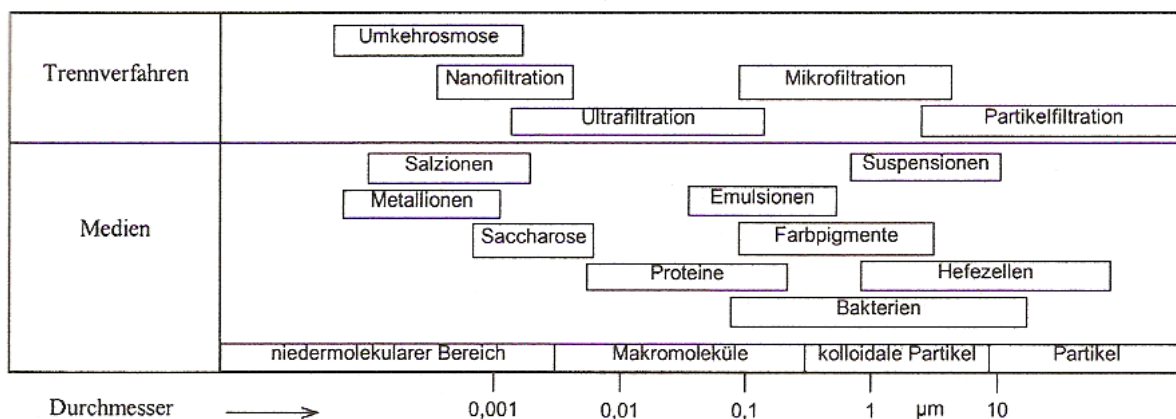 Umkehrosmose
Trennverfahren Nanofiltration Mikrofiltration
Ultrafiltration Partikelfiltration
Salzionen Suspensionen
Metallionen Emulsionen
Medien Saccharose Farbpigmente
Proteine Hefezellen
Bakterien
niedermolekularer Bereich Makromoleküle kolloidale Partikel Partikel
Durchmesser 0,001 0,01 0,1 1 µm 10